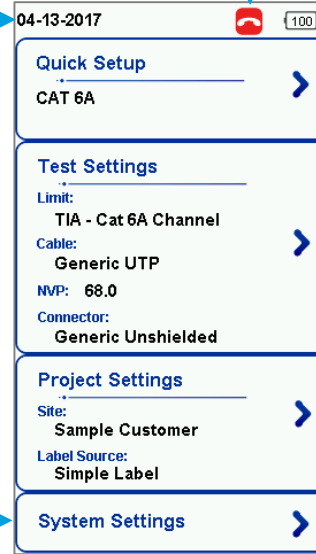 04-13-2017 100
Quick Setup
CAT 6A
Test Settings
Limit:
TIA - Cat 6A Channel
Cable:
Generic UTP
NVP: 68.0
Connector:
Generic Unshielded
Project Settings
Site:
Sample Customer
Label Source:
Simple Label
System Settings